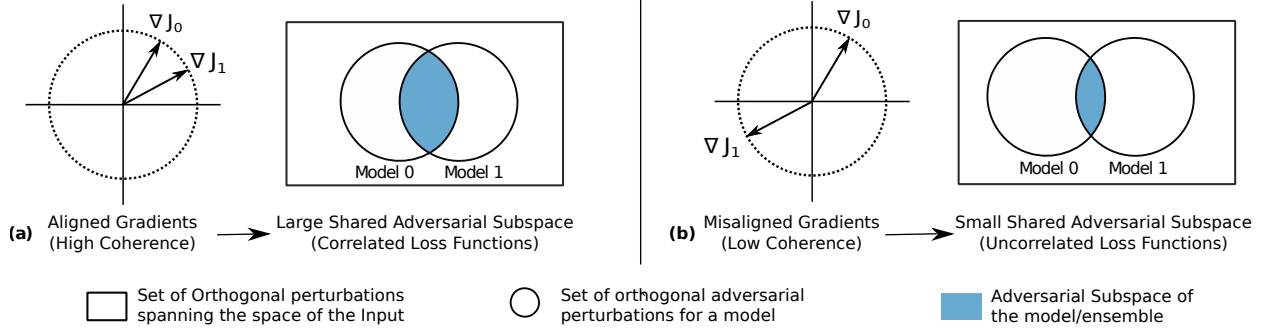 ∇ J₀
∇ J₁
Model 0 Model 1
(a) Aligned Gradients
(High Coherence)
Large Shared Adversarial Subspace
(Correlated Loss Functions)
∇ J₀
∇ J₁
Model 0 Model 1
(b) Misaligned Gradients
(Low Coherence)
Small Shared Adversarial Subspace
(Uncorrelated Loss Functions)
Set of Orthogonal perturbations
spanning the space of the Input
Set of orthogonal adversarial
perturbations for a model
Adversarial Subspace of
the model/ensemble